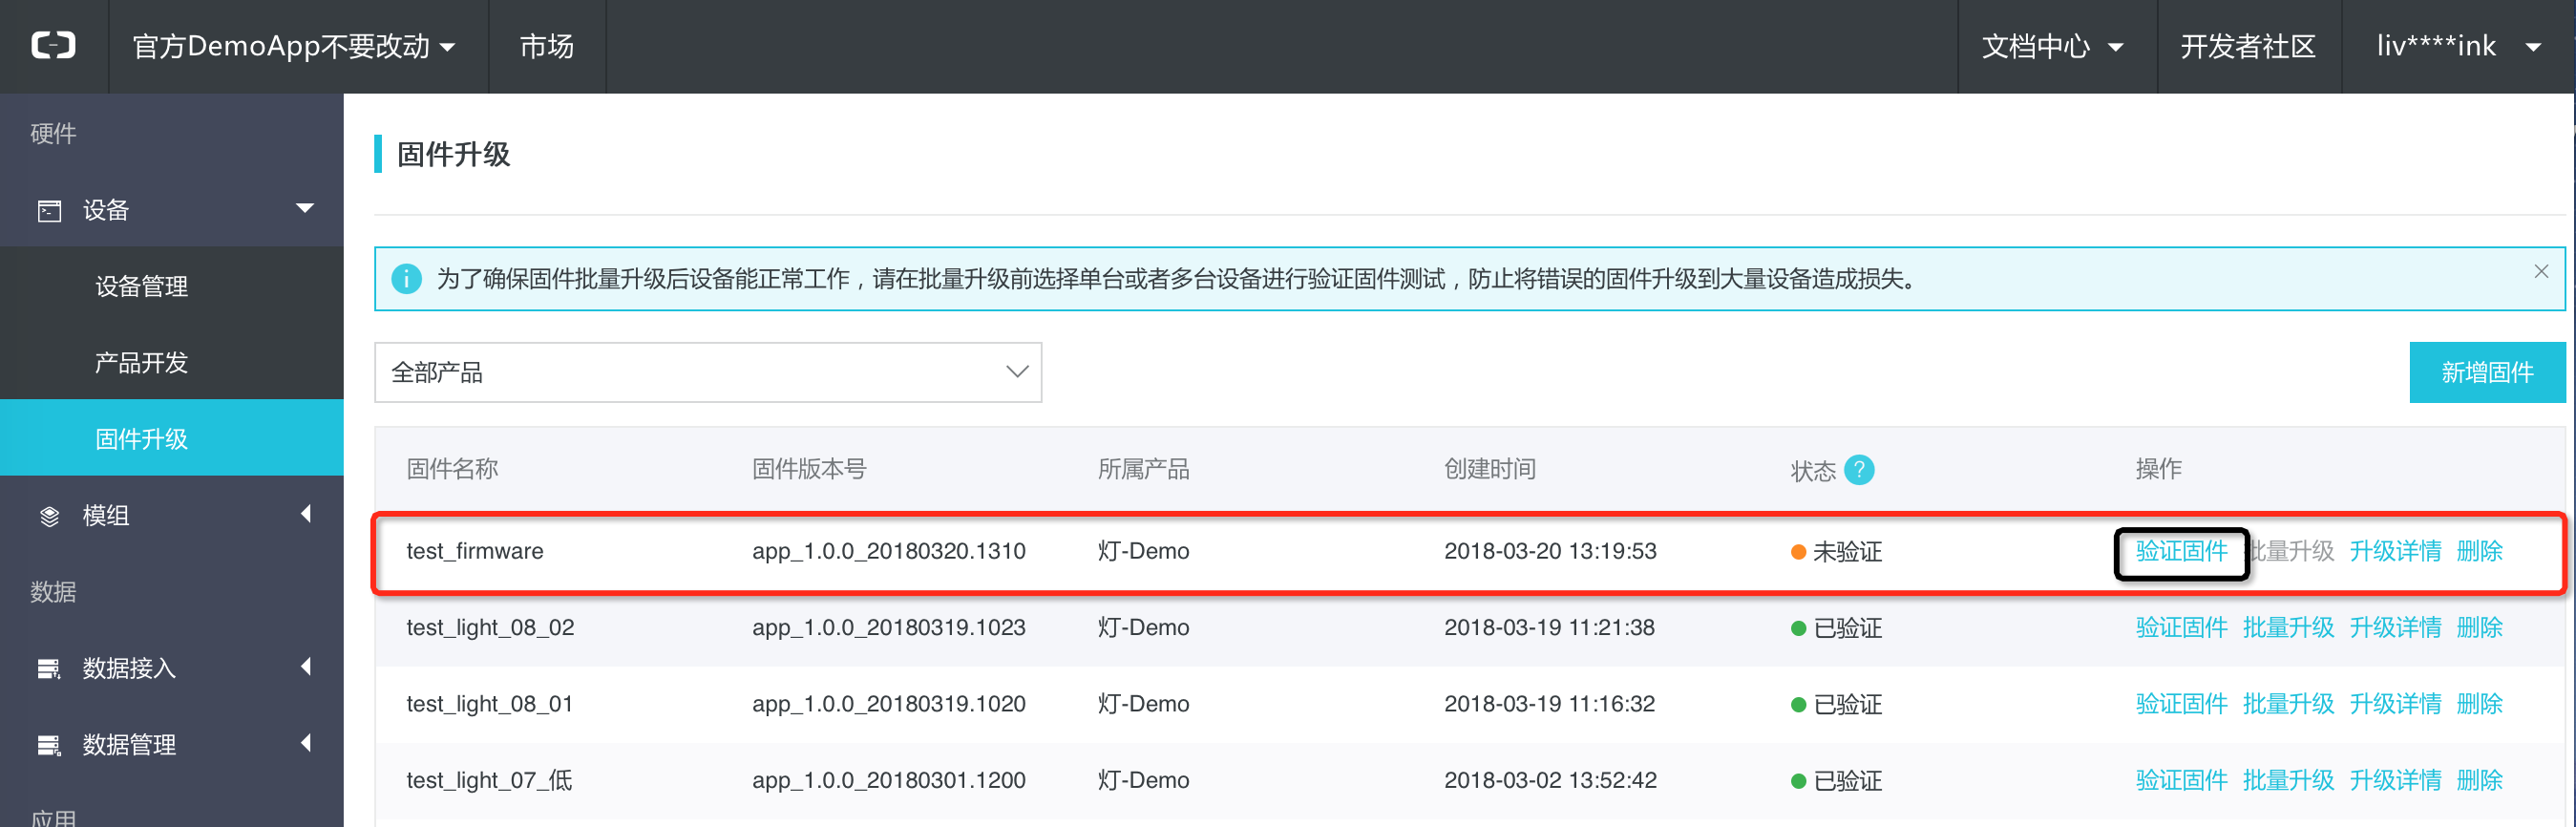 官方DemoApp不要改动 市场 文档中心 开发者社区 liv****ink
硬件
设备
设备管理
产品开发
固件升级
模组
数据
数据接入
数据管理
应用
固件升级
为了确保固件批量升级后设备能正常工作，请在批量升级前选择单台或者多台设备进行验证固件测试，防止将错误的固件升级到大量设备造成损失。
全部产品
新增固件
固件名称 固件版本号 所属产品 创建时间 状态 ? 操作
test_firmware app_1.0.0_20180320.1310 灯-Demo 2018-03-20 13:19:53 未验证 验证固件 批量升级 升级详情 删除
test_light_08_02 app_1.0.0_20180319.1023 灯-Demo 2018-03-19 11:21:38 已验证 验证固件 批量升级 升级详情 删除
test_light_08_01 app_1.0.0_20180319.1020 灯-Demo 2018-03-19 11:16:32 已验证 验证固件 批量升级 升级详情 删除
test_light_07_低 app_1.0.0_20180301.1200 灯-Demo 2018-03-02 13:52:42 已验证 验证固件 批量升级 升级详情 删除